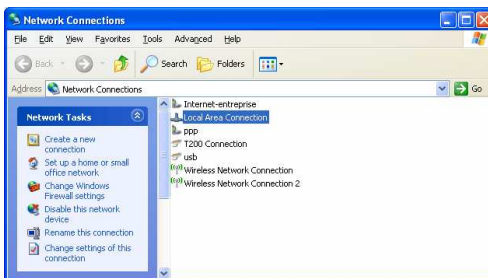 Network Connections
File Edit View Favorites Tools Advanced Help
Back Search Folders
Address Network Connections Go
Network Tasks
Create a new
connection
Set up a home or small
office network
Change Windows
Firewall settings
Disable this network
device
Rename this connection
Change settings of this
connection
Internet-entreprise
Local Area Connection
ppp
T200 Connection
usb
Wireless Network Connection
Wireless Network Connection 2